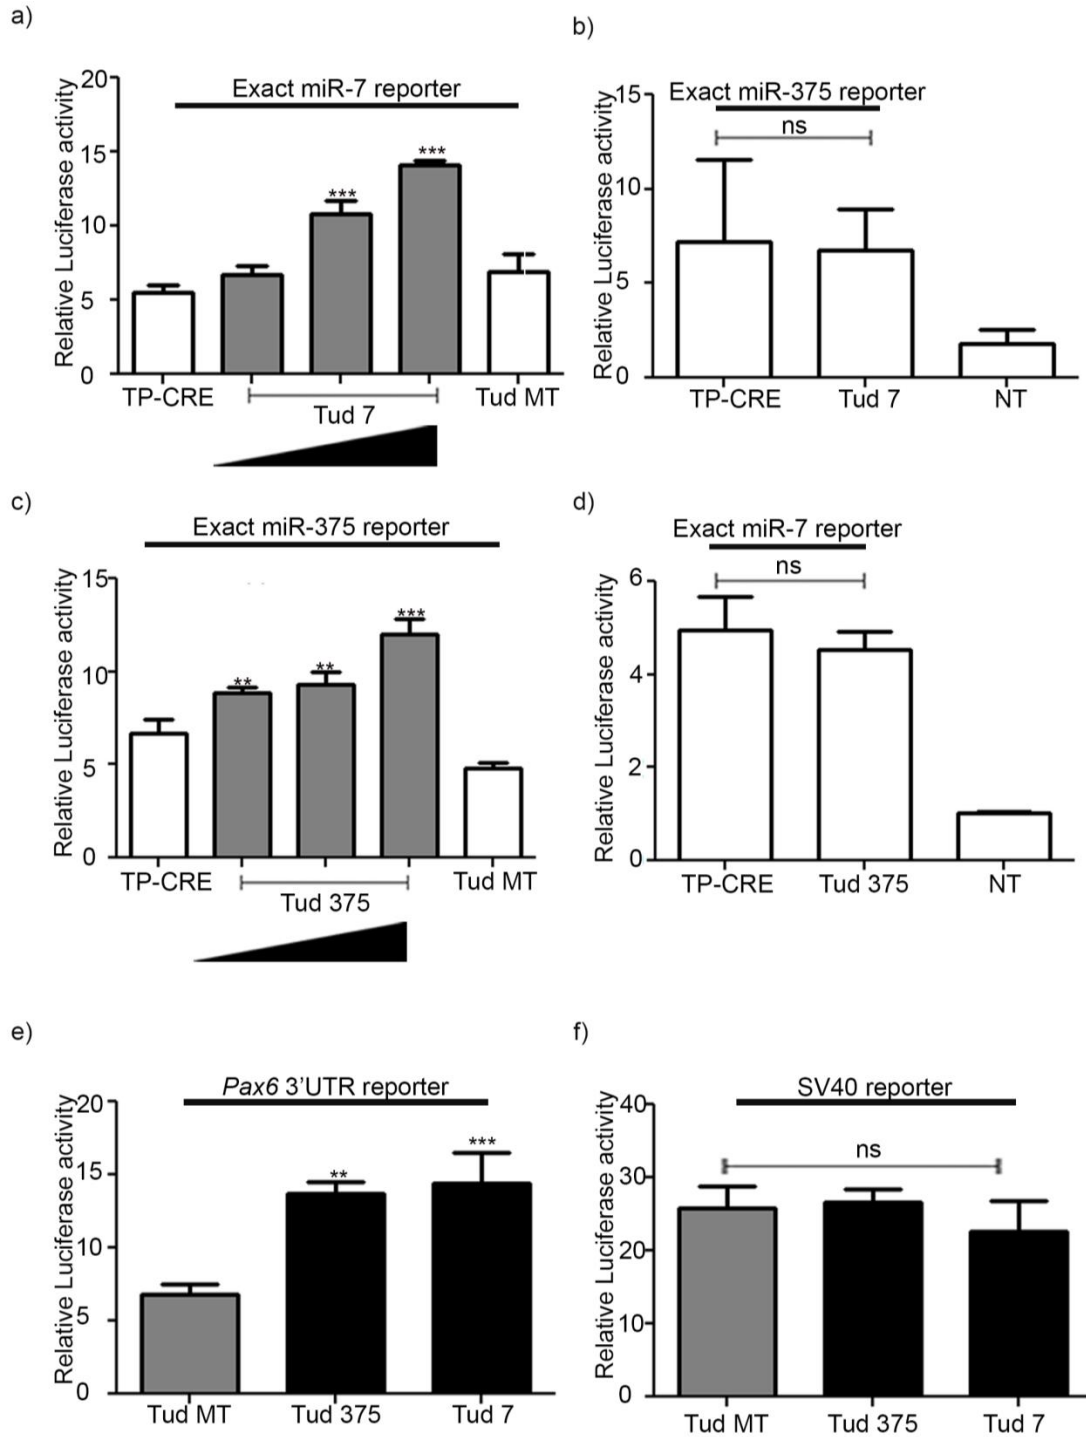 a)
Exact miR-7 reporter
Relative Luciferase activity
20
15
10
5
0
***
***
TP-CRE
Tud 7
Tud MT
b)
Exact miR-375 reporter
ns
Relative Luciferase activity
15
10
5
0
TP-CRE
Tud 7
NT
c)
Exact miR-375 reporter
Relative Luciferase activity
15
10
5
0
**
**
***
TP-CRE
Tud 375
Tud MT
d)
Exact miR-7 reporter
ns
Relative Luciferase activity
6
4
2
0
TP-CRE
Tud 375
NT
e)
Pax6 3'UTR reporter
Relative Luciferase activity
20
15
10
5
0
**
***
Tud MT
Tud 375
Tud 7
f)
SV40 reporter
ns
Relative Luciferase activity
40
30
20
10
0
Tud MT
Tud 375
Tud 7